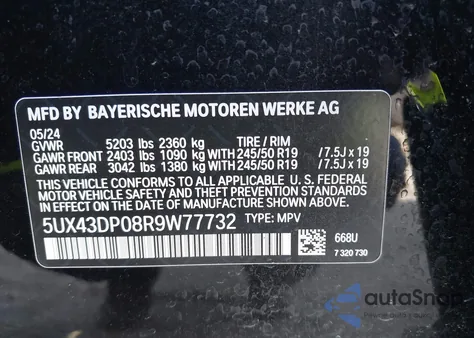 MFD BY BAYERISCHE MOTOREN WERKE AG
05/24
GVWR 5203 lbs 2360 kg TIRE / RIM
GAWR FRONT 2403 lbs 1090 kg WITH 245/50 R19 /7.5J x 19
GAWR REAR 3042 lbs 1380 kg WITH 245/50 R19 /7.5J x 19
THIS VEHICLE CONFORMS TO ALL APPLICABLE U.S. FEDERAL
MOTOR VEHICLE SAFETY AND THEFT PREVENTION
STANDARDS IN EFFECT ON THE DATE OF MANUFACTURE
SHOWN ABOVE.
5UX43DP08R9W77732 TYPE: MPV
668U
7 320 730
autaSnap